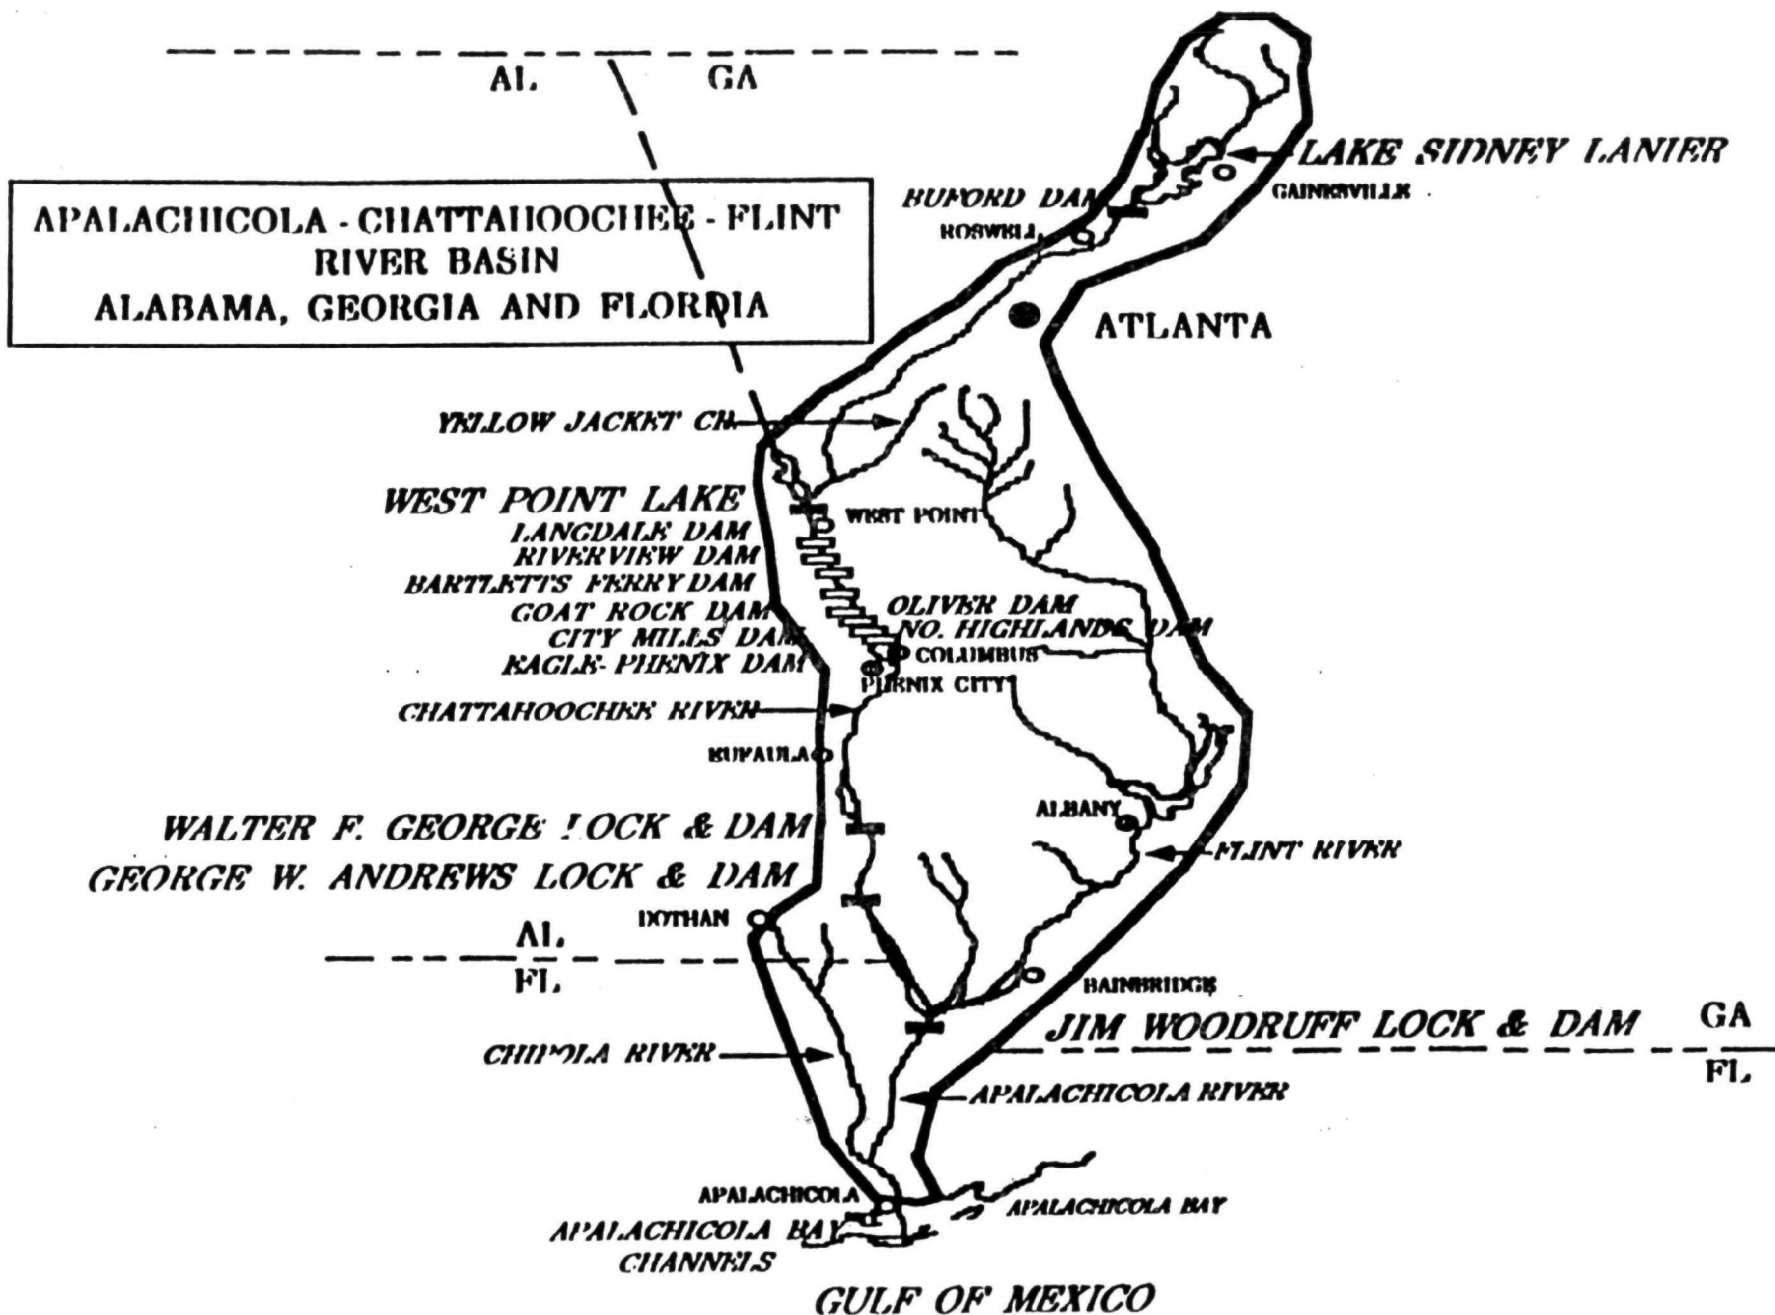 AL GA
LAKE SIDNEY LANIER
GAINKSVILLE
BUFORD DAM
ROSWELL
APALACHICOLA - CHATTAHOOCHEE - FLINT
RIVER BASIN
ALABAMA, GEORGIA AND FLORDIA
ATLANTA
YELLOW JACKET CR.
WEST POINT LAKE
WEST POINT
LANGDALE DAM
RIVERVIEW DAM
BARTLETTS FERRY DAM
GOAT ROCK DAM
CITY MILLS DAM
EAGLE-PHENIX DAM
OLIVER DAM
NO. HIGHLANDS DAM
COLUMBUS
PHENIX CITY
CHATTAHOOCHEE RIVER
EUFAULA
ALBANY
WALTER F. GEORGE LOCK & DAM
FLINT RIVER
GEORGE W. ANDREWS LOCK & DAM
DOTHAN
AL
FL
BAINBRIDGE
JIM WOODRUFF LOCK & DAM
GA
FL
CHIPOLA RIVER
APALACHICOLA RIVER
APALACHICOLA
APALACHICOLA BAY
APALACHICOLA BAY
CHANNELS
GULF OF MEXICO